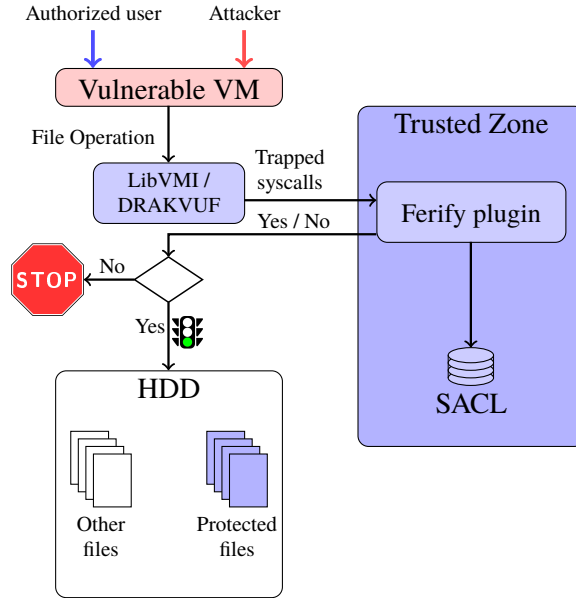 Authorized user
Attacker
Vulnerable VM
File Operation
Trusted Zone
LibVMI /
DRAKVUF
Trapped
syscalls
Ferify plugin
Yes / No
STOP
No
Yes
HDD
SACL
Other
files
Protected
files